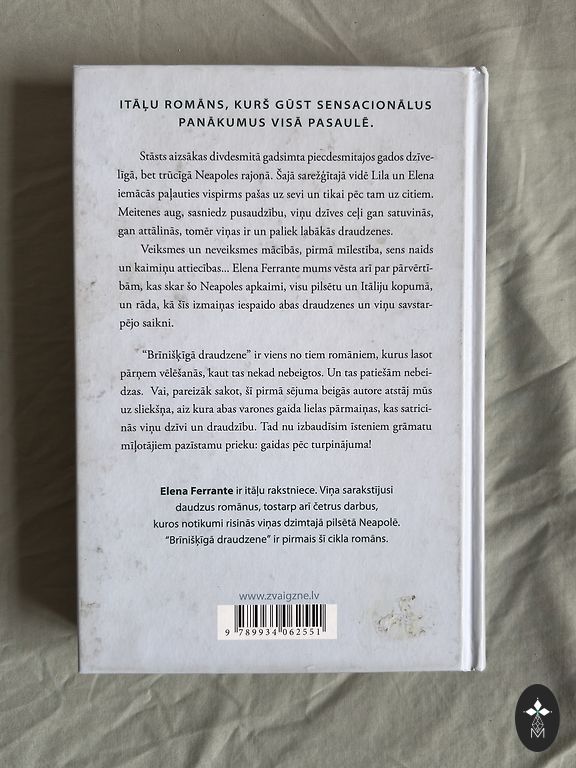 ITĀĻU ROMĀNS, KURŠ GŪST SENSACIONĀLUS
PANĀKUMUS VISĀ PASAULĒ.
Stāsts aizsākas divdesmitā gadsimta piecdesmitajos gados dzīve-
līgā, bet trūcīgā Neapoles rajonā. Šajā sarežģītajā vidē Lila un Elena
iemācās paļauties vispirms pašas uz sevi un tikai pēc tam uz citiem.
Meitenes aug, sasniedz pusaudzību, viņu dzīves ceļi gan satuvinās,
gan attālinās, tomēr viņas ir un paliek labākās draudzenes.
Veiksmes un neveiksmes mācībās, pirmā mīlestība, sens naids
un kaimiņu attiecības... Elena Ferrante mums vēsta arī par pārvērtī-
bām, kas skar šo Neapoles apkaimi, visu pilsētu un Itāliju kopumā,
un rāda, kā šīs izmaiņas iespaido abas draudzenes un viņu savstar-
pējo saikni.
“Brīnišķīgā draudzene” ir viens no tiem romāniem, kurus lasot
pārņem vēlēšanās, kaut tas nekad nebeigtos. Un tas patiešām nebei-
dzas. Vai, pareizāk sakot, šī pirmā sējuma beigās autore atstāj mūs
uz sliekšņa, aiz kura abas varones gaida lielas pārmaiņas, kas satrici-
nās viņu dzīvi un draudzību. Tad nu izbaudīsim īsteniem grāmatu
mīļotājiem pazīstamu prieku: gaidas pēc turpinājuma!
Elena Ferrante ir itāļu rakstniece. Viņa sarakstījusi
daudzus romānus, tostarp arī četrus darbus,
kuros notikumi risinās viņas dzimtajā pilsētā Neapolē.
“Brīnišķīgā draudzene” ir pirmais šī cikla romāns.
www.zvaigzne.lv
9 789934 062551
M